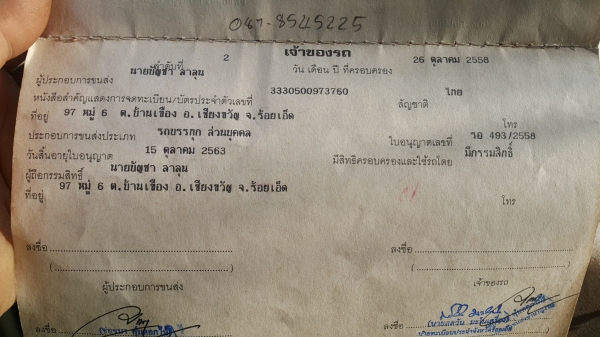 087-8545225
เจ้าของรถ
ลำดับที่ 2 วัน เดือน ปี ที่ครอบครอง 26 ตุลาคม 2558
ผู้ประกอบการขนส่ง นายบัญชา ลาลุน
หนังสือสำคัญแสดงการจดทะเบียน/บัตรประจำตัวเลขที่ 3330500973760 สัญชาติ ไทย
ที่อยู่ 97 หมู่ 6 ต.บ้านเขือง อ.เชียงขวัญ จ.ร้อยเอ็ด โทร
ประกอบการขนส่งประเภท รถบรรทุก ส่วนบุคคล ใบอนุญาตเลขที่ รอ 493/2558
วันสิ้นอายุใบอนุญาต 15 ตุลาคม 2563 มีสิทธิครอบครองและใช้รถโดย มีกรรมสิทธิ์
ผู้ถือกรรมสิทธิ์ นายบัญชา ลาลุน
ที่อยู่ 97 หมู่ 6 ต.บ้านเขือง อ.เชียงขวัญ จ.ร้อยเอ็ด โทร
ลงชื่อ ลงชื่อ
(............................) (............................)
ผู้ประกอบการขนส่ง เจ้าของรถ
ลงชื่อ ลงชื่อ